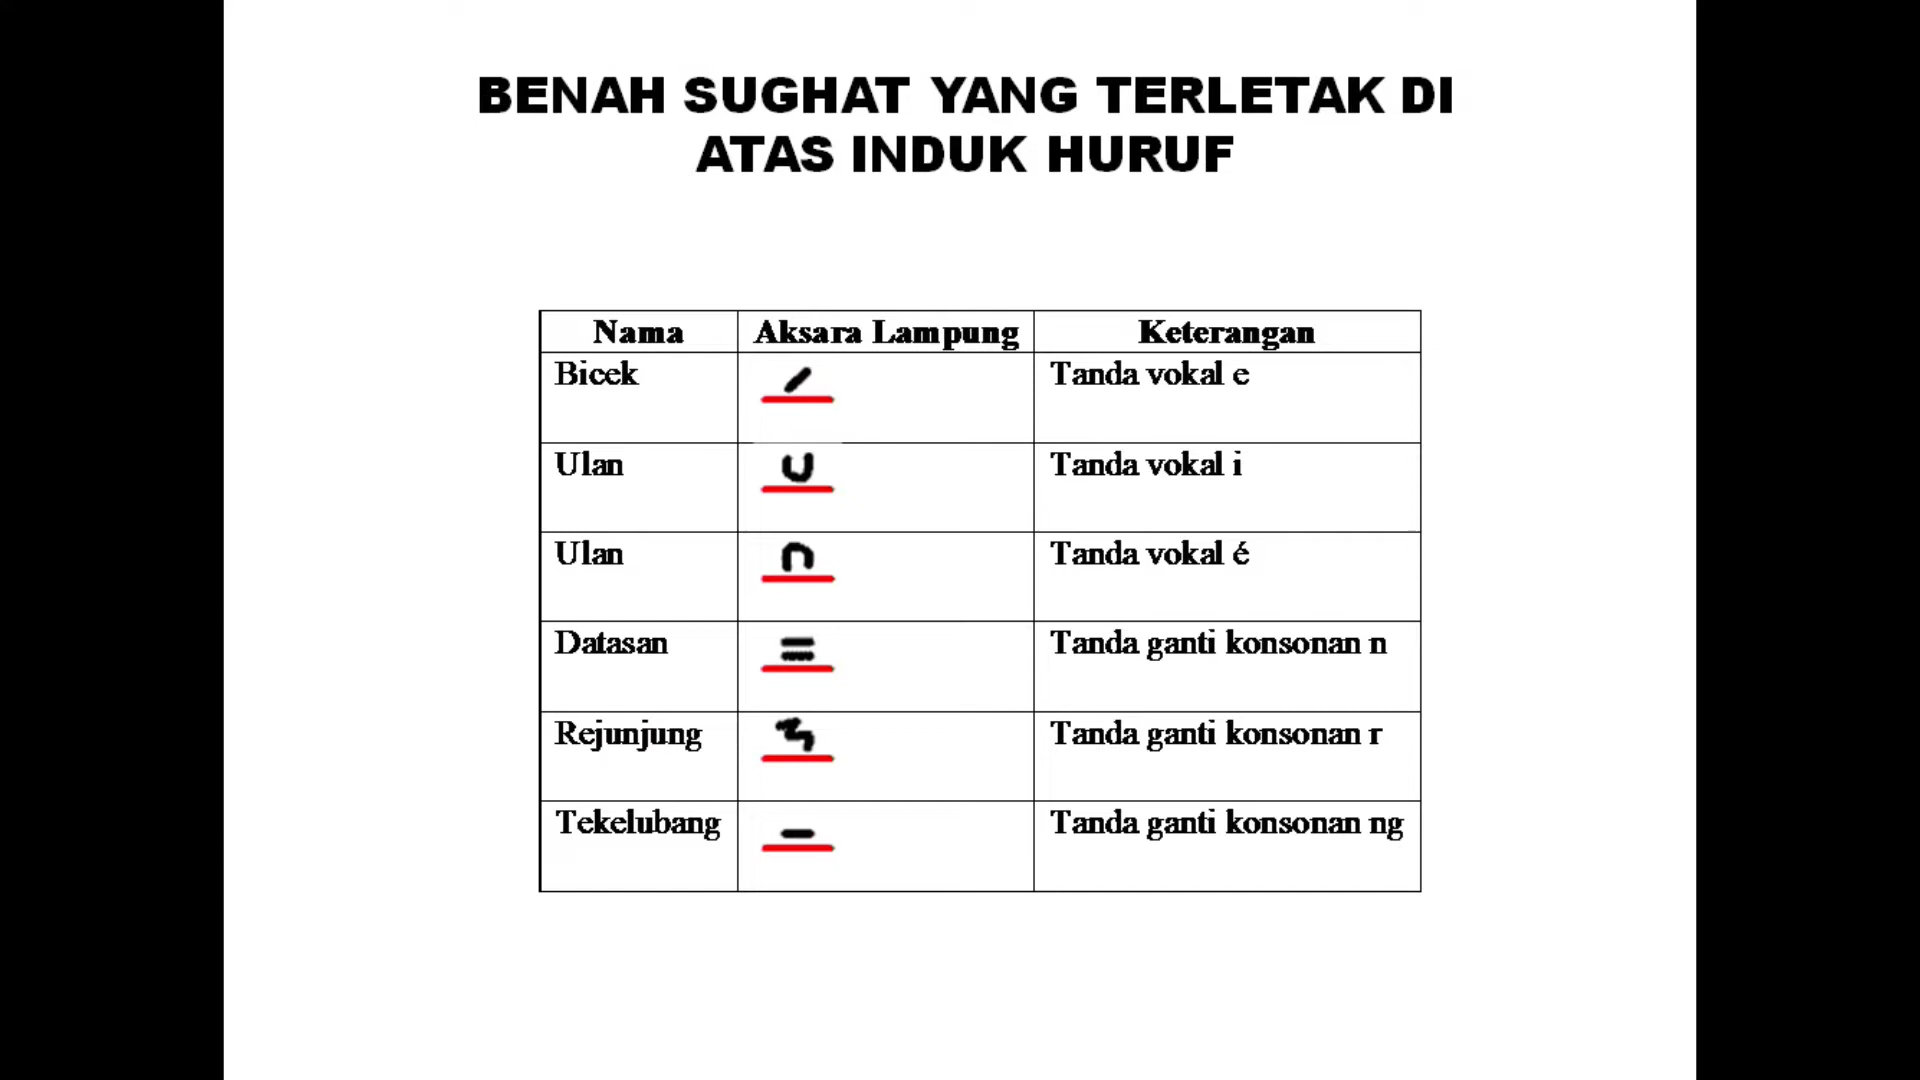 BENAH SUGHAT YANG TERLETAK DI
ATAS INDUK HURUF
Nama Aksara Lampung Keterangan
Bicek Tanda vokal e
Ulan Tanda vokal i
Ulan Tanda vokal é
Datasan Tanda ganti konsonan n
Rejunjung Tanda ganti konsonan r
Tekelubang Tanda ganti konsonan ng